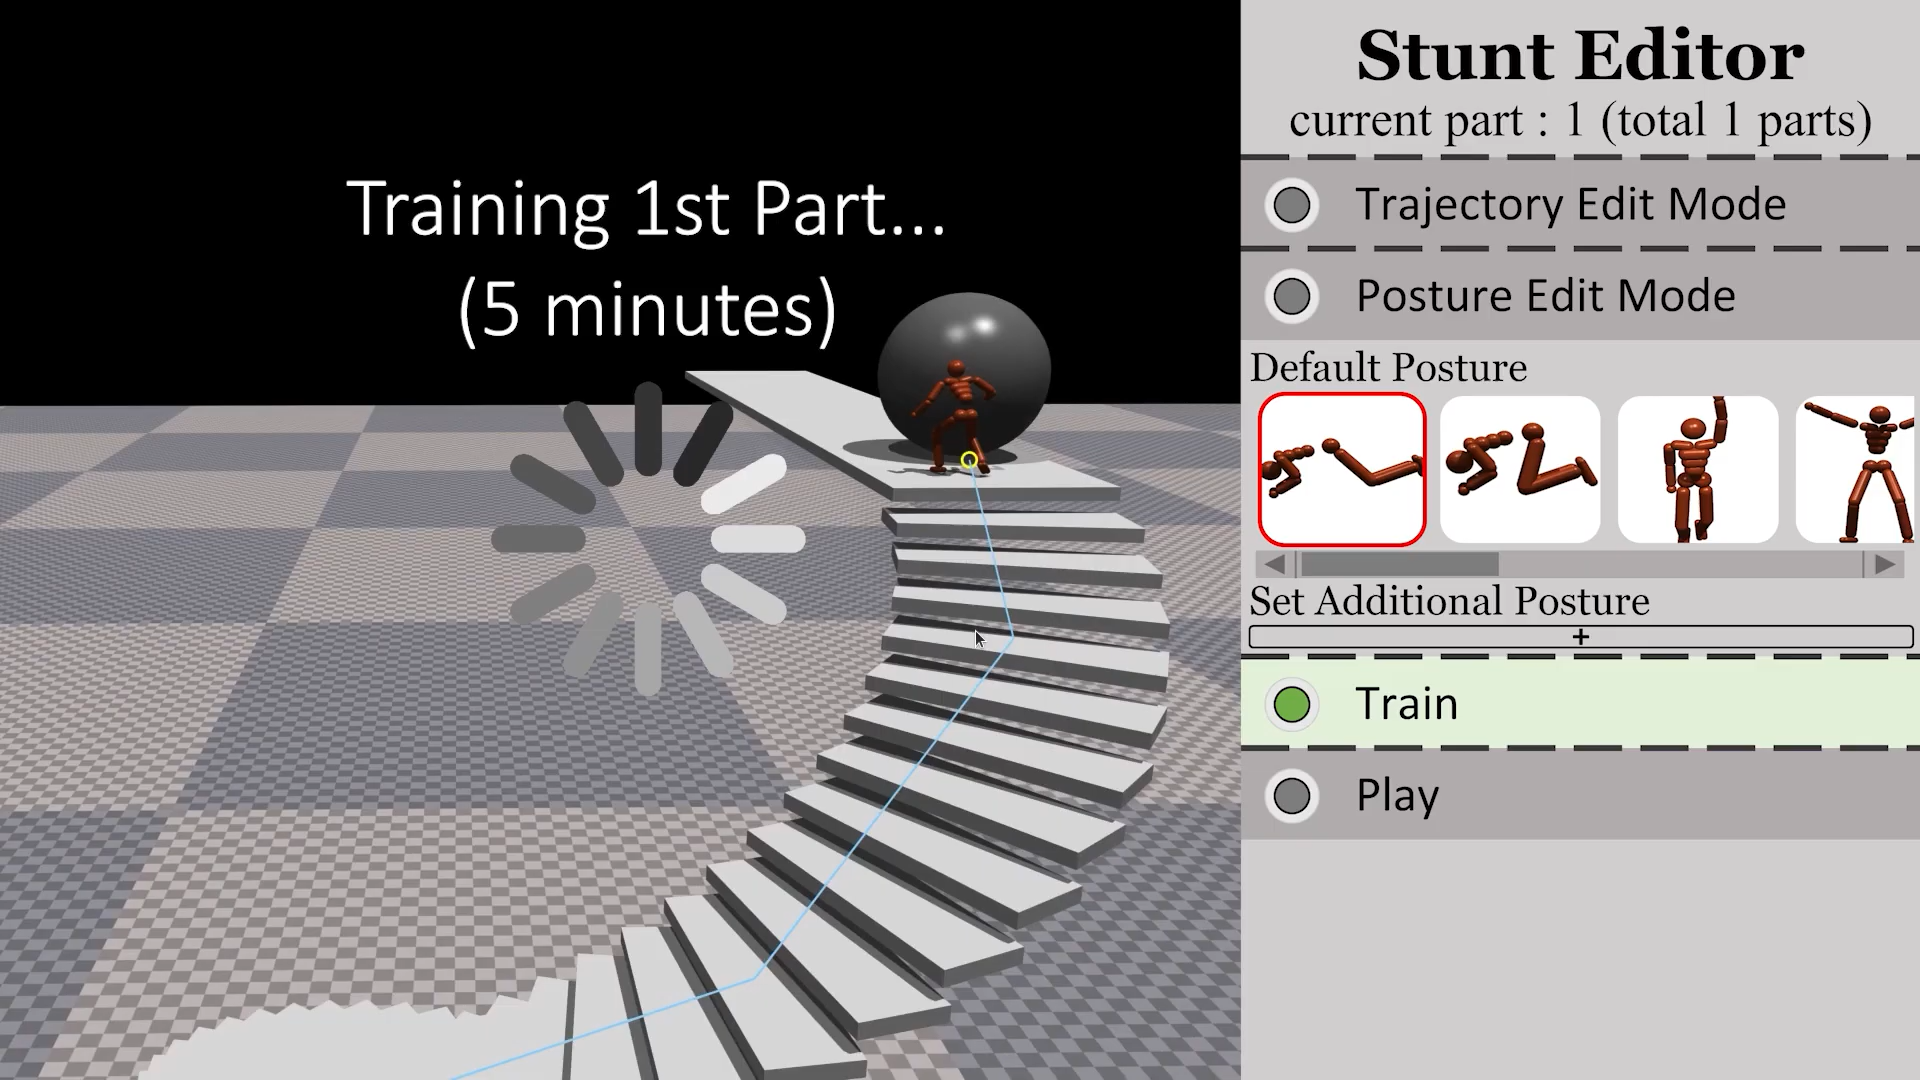 Training 1st Part...
(5 minutes)
Stunt Editor
current part : 1 (total 1 parts)
Trajectory Edit Mode
Posture Edit Mode
Default Posture
Set Additional Posture
+
Train
Play